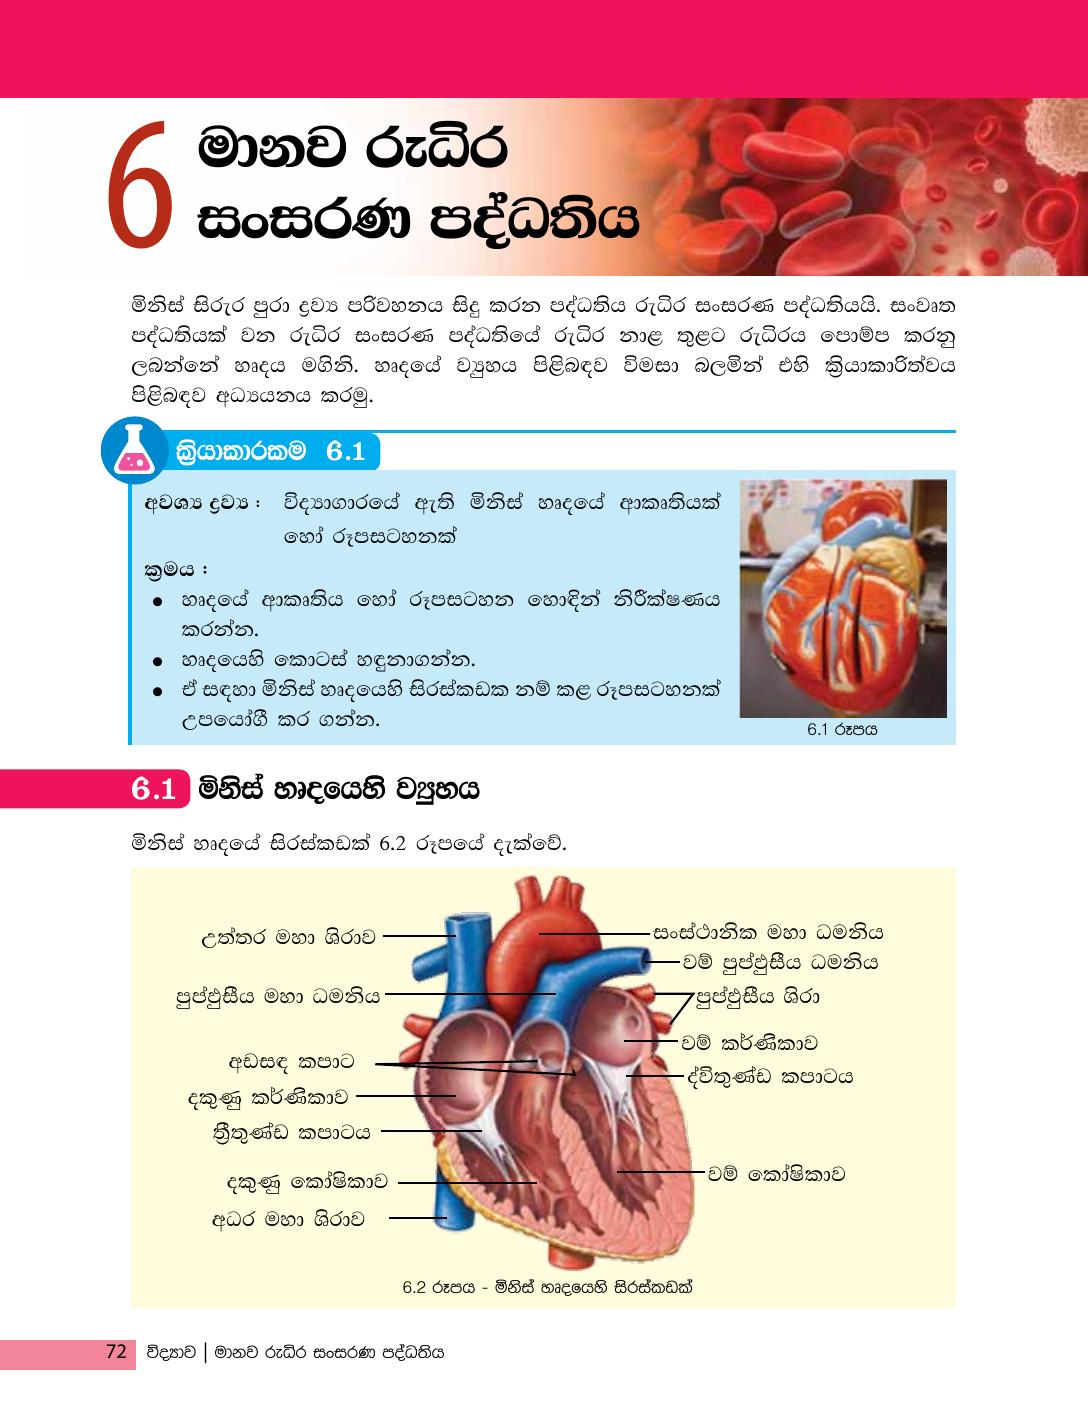 6
මානව රුධිර
සංසරණ පද්ධතිය
මිනිස් සිරුර පුරා ද්‍රව්‍ය පරිවහනය සිදු කරන පද්ධතිය රුධිර සංසරණ පද්ධතියයි. සංවෘත
පද්ධතියක් වන රුධිර සංසරණ පද්ධතියේ රුධිර නාළ තුළට රුධිරය පොම්ප කරනු
ලබන්නේ හෘදය මගිනි. හෘදයේ ව්‍යුහය පිළිබඳව විමසා බලමින් එහි ක්‍රියාකාරිත්වය
පිළිබඳව අධ්‍යයනය කරමු.
ක්‍රියාකාරකම 6.1
අවශ්‍ය ද්‍රව්‍ය : විද්‍යාගාරයේ ඇති මිනිස් හෘදයේ ආකෘතියක්
හෝ රූපසටහනක්
ක්‍රමය :
● හෘදයේ ආකෘතිය හෝ රූපසටහන හොඳින් නිරීක්ෂණය
කරන්න.
● හෘදයෙහි කොටස් හඳුනාගන්න.
● ඒ සඳහා මිනිස් හෘදයෙහි සිරස්කඩක නම් කළ රූපසටහනක්
උපයෝගී කර ගන්න.
6.1 රූපය
6.1 මිනිස් හෘදයෙහි ව්‍යුහය
මිනිස් හෘදයේ සිරස්කඩක් 6.2 රූපයේ දැක්වේ.
උත්තර මහා ශිරාව
පුප්ඵුසීය මහා ධමනිය
අඩසඳ කපාට
දකුණු කර්ණිකාව
ත්‍රිතුණ්ඩ කපාටය
දකුණු කෝෂිකාව
අධර මහා ශිරාව
සංස්ථානික මහා ධමනිය
වම් පුප්ඵුසීය ධමනිය
පුප්ඵුසීය ශිරා
වම් කර්ණිකාව
ද්විතුණ්ඩ කපාටය
වම් කෝෂිකාව
6.2 රූපය - මිනිස් හෘදයෙහි සිරස්කඩක්
72 විද්‍යාව | මානව රුධිර සංසරණ පද්ධතිය